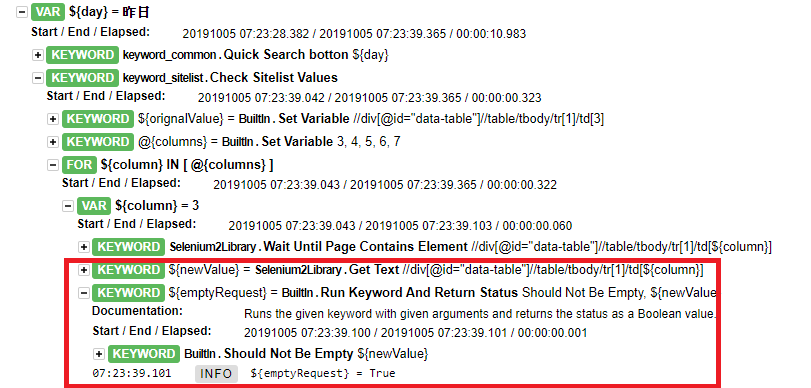 VAR ${day} = 昨日
Start / End / Elapsed: 20191005 07:23:28.382 / 20191005 07:23:39.365 / 00:00:10.983
KEYWORD keyword_common . Quick Search botton ${day}
KEYWORD keyword_sitelist . Check Sitelist Values
Start / End / Elapsed: 20191005 07:23:39.042 / 20191005 07:23:39.365 / 00:00:00.323
KEYWORD ${orignalValue} = BuiltIn . Set Variable //div[@id="data-table"]//table/tbody/tr[1]/td[3]
KEYWORD @{columns} = BuiltIn . Set Variable 3, 4, 5, 6, 7
FOR ${column} IN [ @{columns} ]
Start / End / Elapsed: 20191005 07:23:39.043 / 20191005 07:23:39.365 / 00:00:00.322
VAR ${column} = 3
Start / End / Elapsed: 20191005 07:23:39.043 / 20191005 07:23:39.103 / 00:00:00.060
KEYWORD Selenium2Library . Wait Until Page Contains Element //div[@id="data-table"]//table/tbody/tr[1]/td[${column}]
KEYWORD ${newValue} = Selenium2Library . Get Text //div[@id="data-table"]//table/tbody/tr[1]/td[${column}]
KEYWORD ${emptyRequest} = BuiltIn . Run Keyword And Return Status Should Not Be Empty, ${newValue
Documentation: Runs the given keyword with given arguments and returns the status as a Boolean value.
Start / End / Elapsed: 20191005 07:23:39.100 / 20191005 07:23:39.101 / 00:00:00.001
KEYWORD BuiltIn . Should Not Be Empty ${newValue}
07:23:39.101 INFO ${emptyRequest} = True